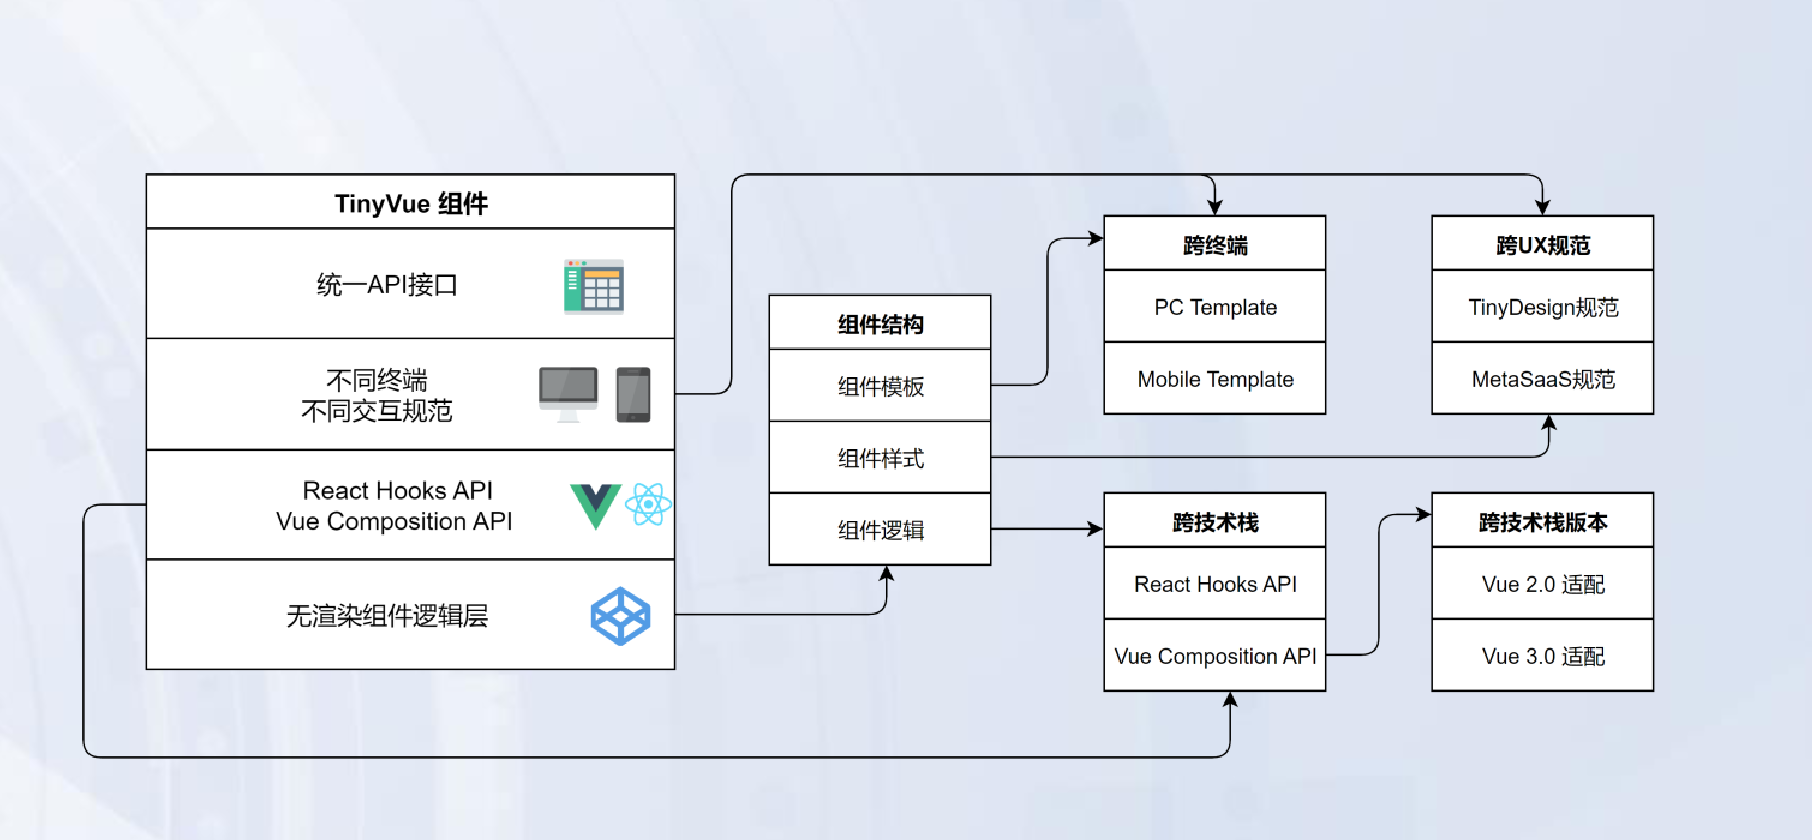 TinyVue 组件
统一API接口
不同终端
不同交互规范
React Hooks API
Vue Composition API
无渲染组件逻辑层
组件结构
组件模板
组件样式
组件逻辑
跨终端
PC Template
Mobile Template
跨UX规范
TinyDesign规范
MetaSaaS规范
跨技术栈
React Hooks API
Vue Composition API
跨技术栈版本
Vue 2.0 适配
Vue 3.0 适配